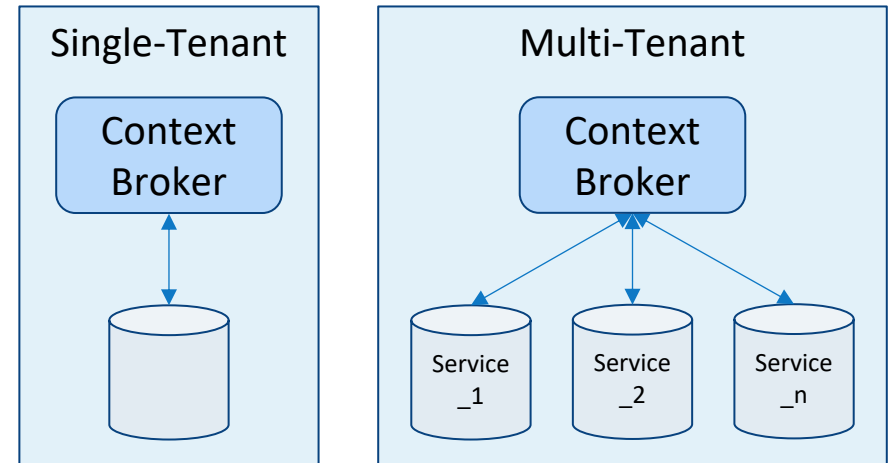 Single-Tenant
Context
Broker
Multi-Tenant
Context
Broker
Service
_1
Service
_2
Service
_n